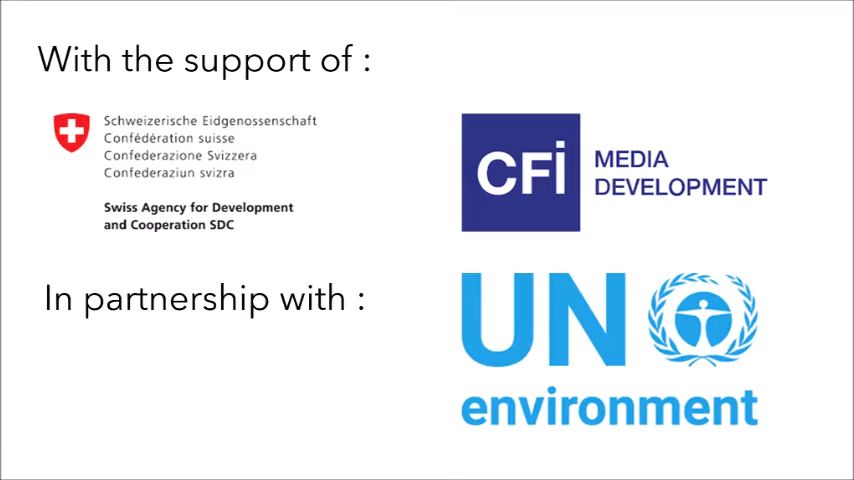 With the support of :
Schweizerische Eidgenossenschaft
Confédération suisse
Confederazione Svizzera
Confederaziun svizra
Swiss Agency for Development
and Cooperation SDC
CFI
MEDIA
DEVELOPMENT
In partnership with :
UN
environment